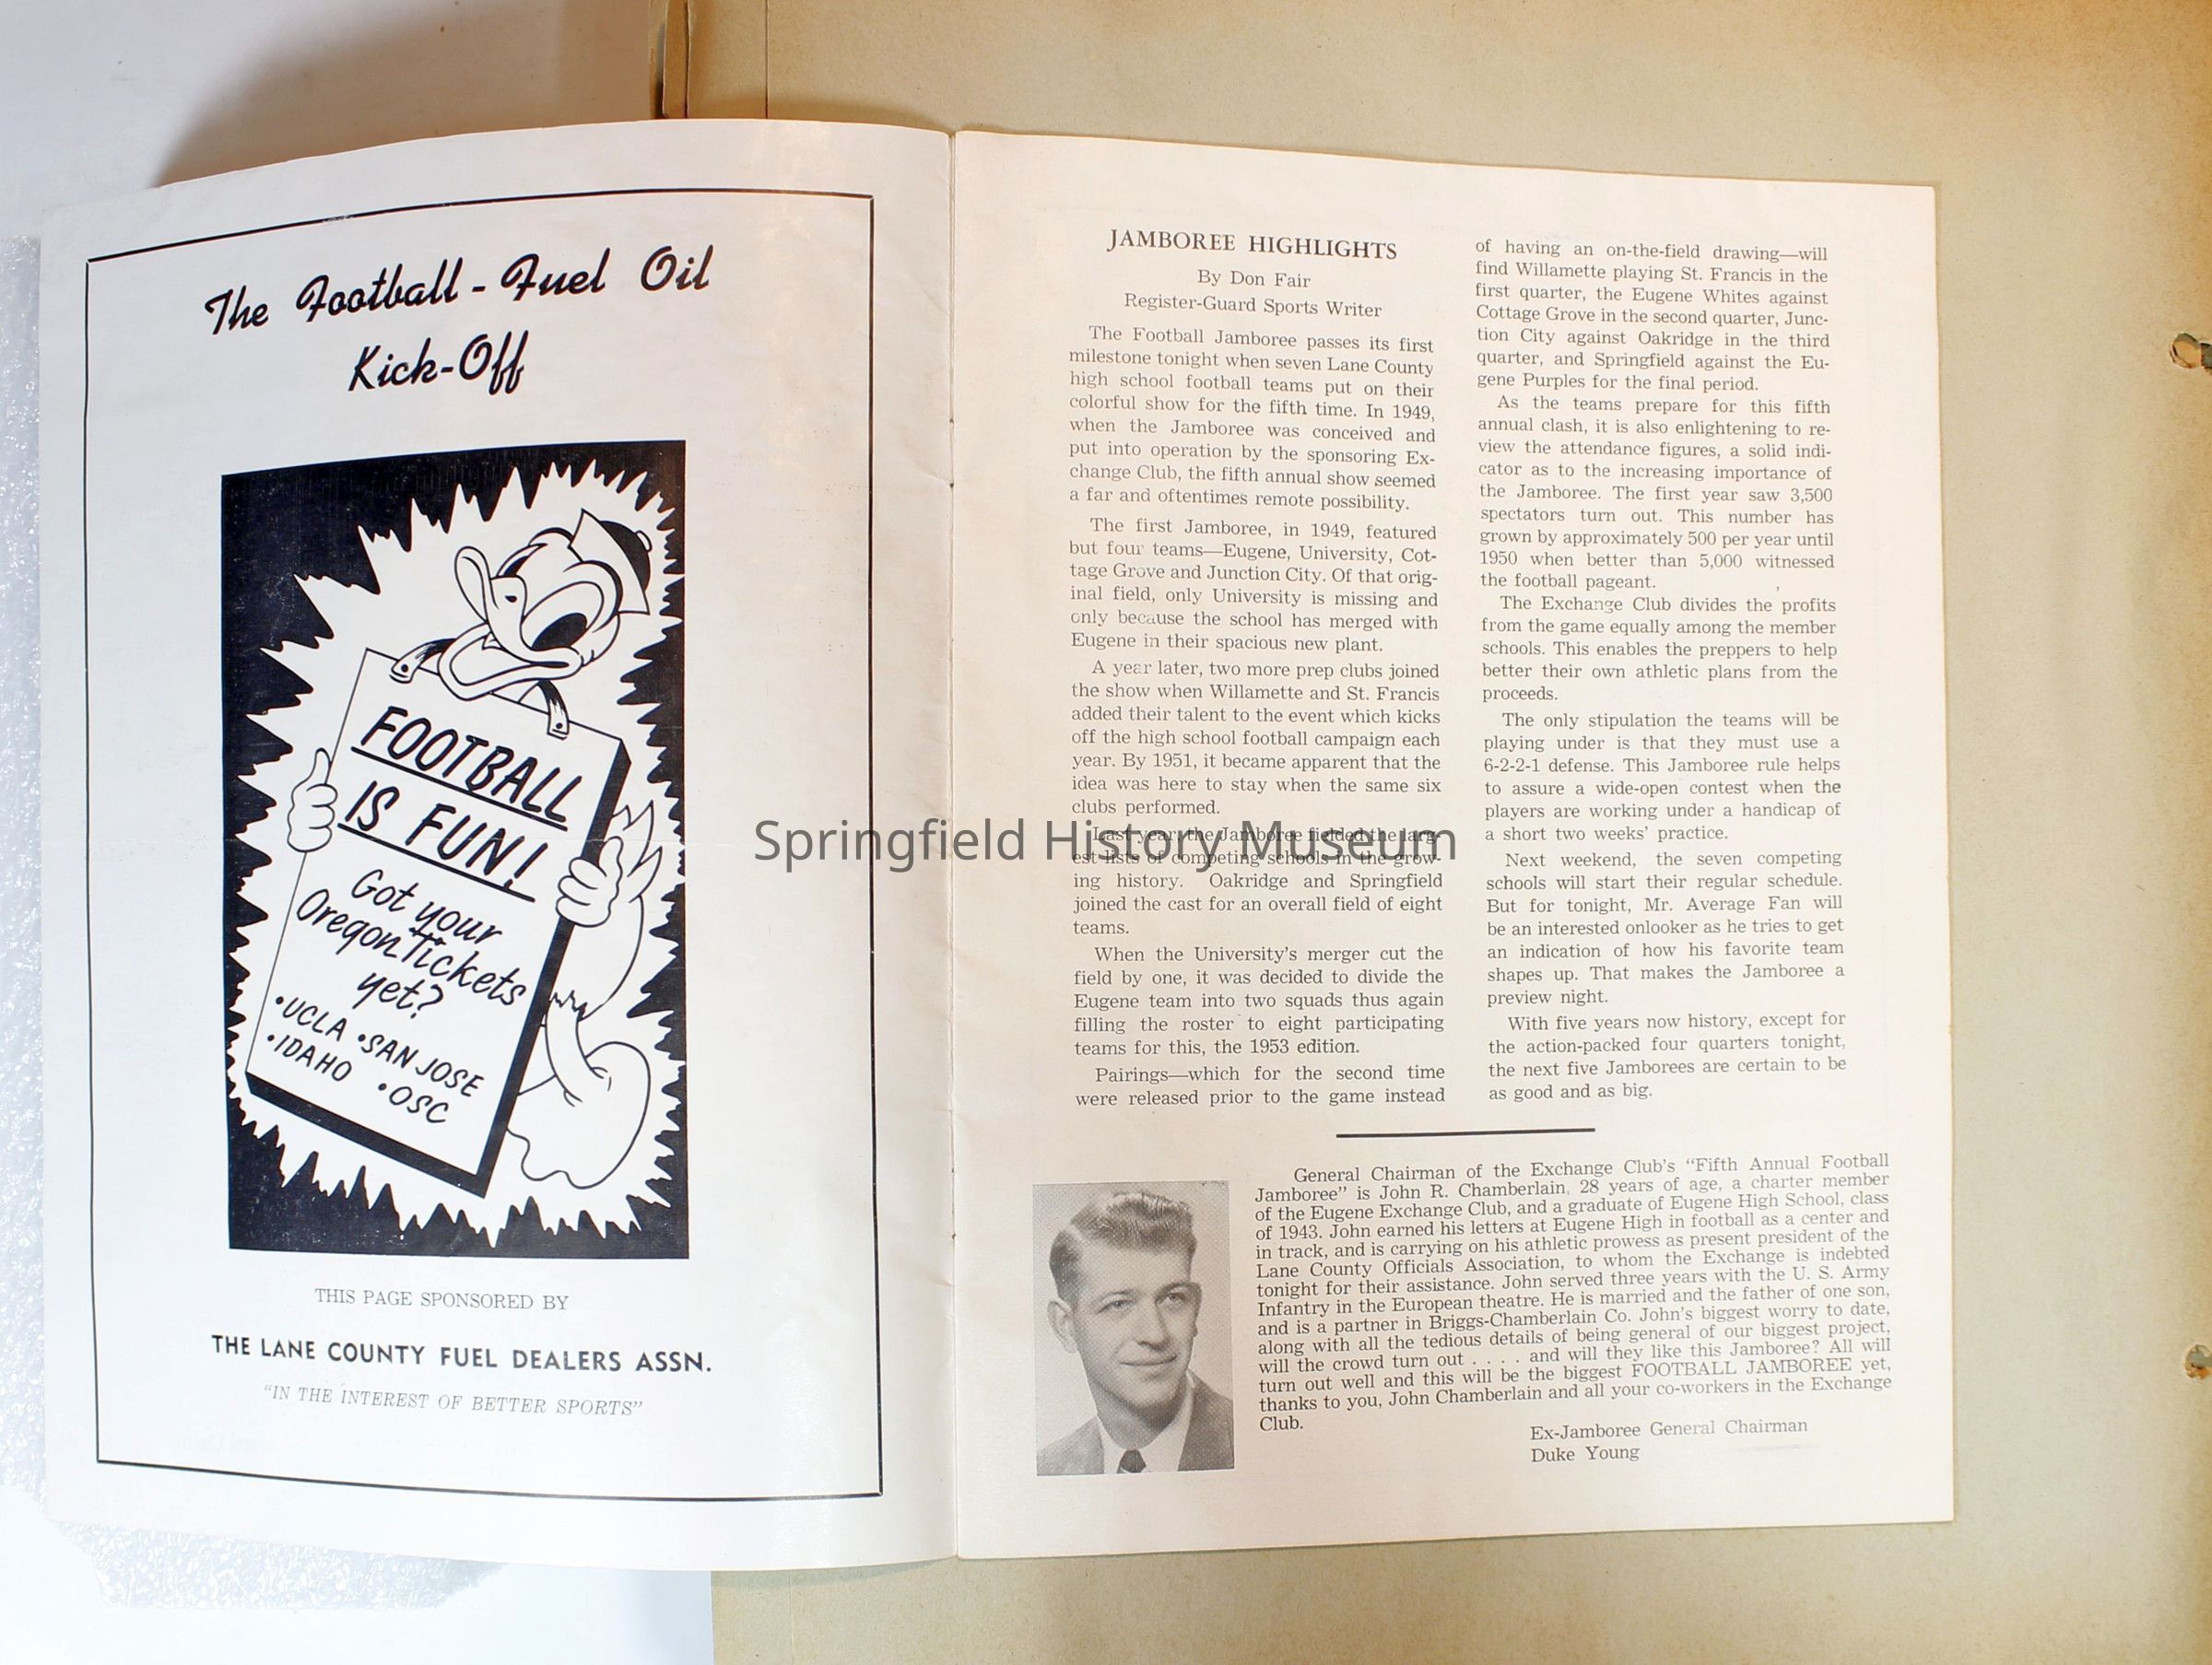 The Football - Fuel Oil
Kick-Off
FOOTBALL
IS FUN!
Got your
Oregon Tickets
yet?
•UCLA •SAN JOSE
•IDAHO •OSC
THIS PAGE SPONSORED BY
THE LANE COUNTY FUEL DEALERS ASSN.
"IN THE INTEREST OF BETTER SPORTS"
JAMBOREE HIGHLIGHTS
By Don Fair
Register-Guard Sports Writer
The Football Jamboree passes its first
milestone tonight when seven Lane County
high school football teams put on their
colorful show for the fifth time. In 1949,
when the Jamboree was conceived and
put into operation by the sponsoring Ex-
change Club, the fifth annual show seemed
a far and oftentimes remote possibility.
The first Jamboree, in 1949, featured
but four teams—Eugene, University, Cot-
tage Grove and Junction City. Of that orig-
inal field, only University is missing and
only because the school has merged with
Eugene in their spacious new plant.
A year later, two more prep clubs joined
the show when Willamette and St. Francis
added their talent to the event which kicks
off the high school football campaign each
year. By 1951, it became apparent that the
idea was here to stay when the same six
clubs performed.
Last year, the Jamboree fielded the larg-
est lists of competing schools in the grow-
ing history. Oakridge and Springfield
joined the cast for an overall field of eight
teams.
When the University's merger cut the
field by one, it was decided to divide the
Eugene team into two squads thus again
filling the roster to eight participating
teams for this, the 1953 edition.
Pairings—which for the second time
were released prior to the game instead
of having an on-the-field drawing—will
find Willamette playing St. Francis in the
first quarter, the Eugene Whites against
Cottage Grove in the second quarter, Junc-
tion City against Oakridge in the third
quarter, and Springfield against the Eu-
gene Purples for the final period.
As the teams prepare for this fifth
annual clash, it is also enlightening to re-
view the attendance figures, a solid indi-
cator as to the increasing importance of
the Jamboree. The first year saw 3,500
spectators turn out. This number has
grown by approximately 500 per year until
1950 when better than 5,000 witnessed
the football pageant.
The Exchange Club divides the profits
from the game equally among the member
schools. This enables the preppers to help
better their own athletic plans from the
proceeds.
The only stipulation the teams will be
playing under is that they must use a
6-2-2-1 defense. This Jamboree rule helps
to assure a wide-open contest when the
players are working under a handicap of
a short two weeks' practice.
Next weekend, the seven competing
schools will start their regular schedule.
But for tonight, Mr. Average Fan will
be an interested onlooker as he tries to get
an indication of how his favorite team
shapes up. That makes the Jamboree a
preview night.
With five years now history, except for
the action-packed four quarters tonight,
the next five Jamborees are certain to be
as good and as big.
General Chairman of the Exchange Club's "Fifth Annual Football
Jamboree" is John R. Chamberlain, 28 years of age, a charter member
of the Eugene Exchange Club, and a graduate of Eugene High School, class
of 1943. John earned his letters at Eugene High in football as a center and
in track, and is carrying on his athletic prowess as present president of the
Lane County Officials Association, to whom the Exchange is indebted
tonight for their assistance. John served three years with the U. S. Army
Infantry in the European theatre. He is married and the father of one son,
and is a partner in Briggs-Chamberlain Co. John's biggest worry to date,
along with all the tedious details of being general of our biggest project,
will the crowd turn out . . . . and will they like this Jamboree? All will
turn out well and this will be the biggest FOOTBALL JAMBOREE yet,
thanks to you, John Chamberlain and all your co-workers in the Exchange
Club.
Ex-Jamboree General Chairman
Duke Young
Springfield History Museum